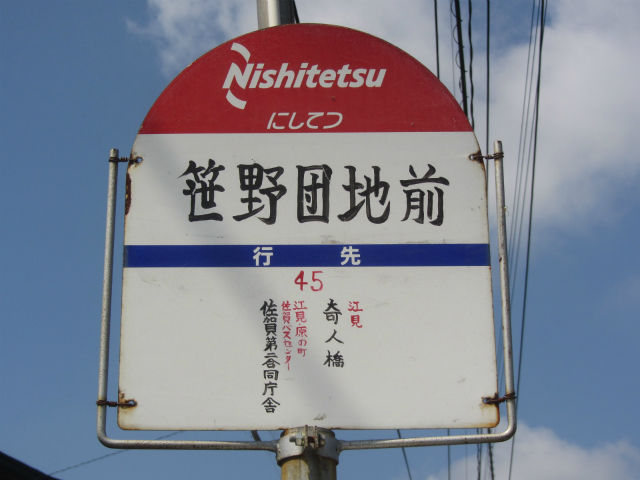 Nishitetsu
にしてつ
笹野団地前
行先
45
江見
奇人橋
江見・原の町
佐賀バスセンター
佐賀第二合同庁舎